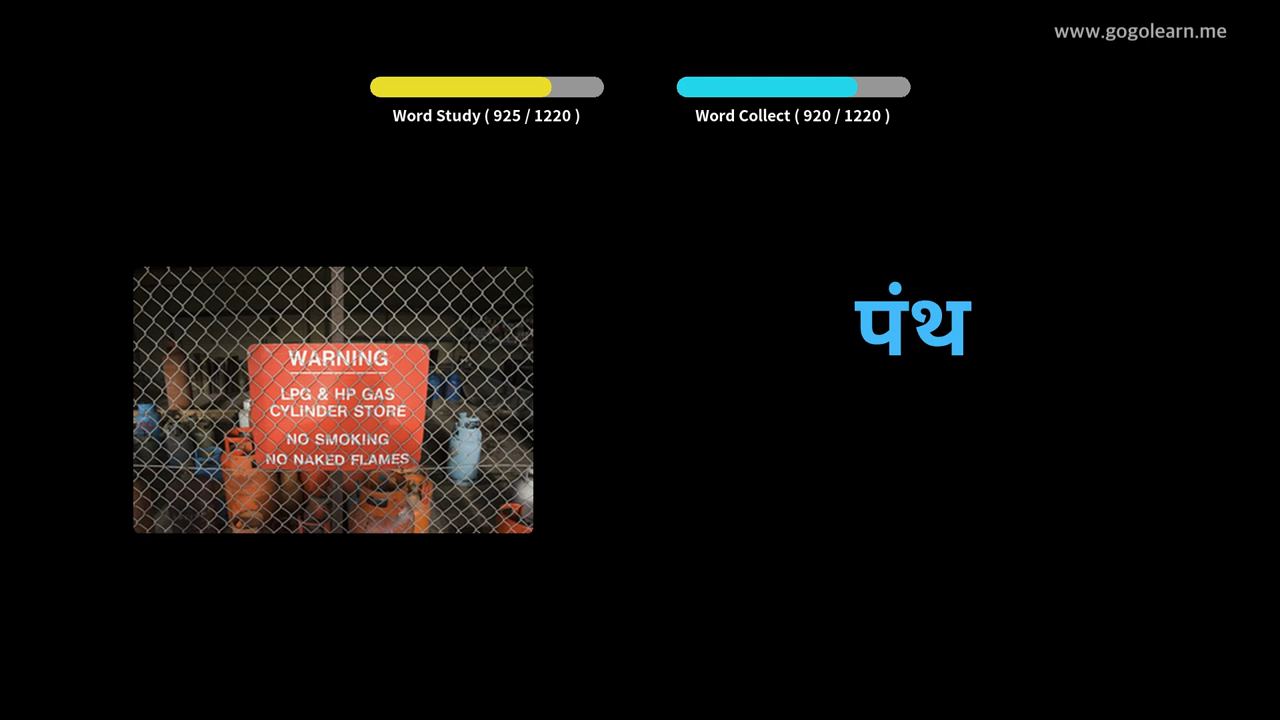 www.gogolearn.me
Word Study ( 925 / 1220 )
Word Collect ( 920 / 1220 )
पंथ
WARNING
LPG & HP GAS
CYLINDER STORE
NO SMOKING
NO NAKED FLAMES